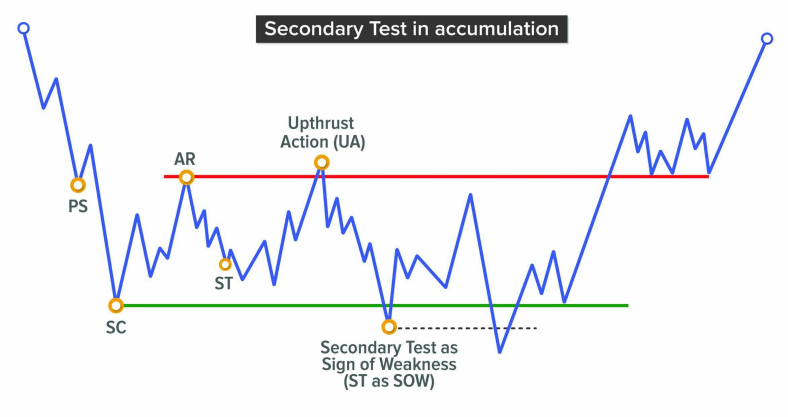 Secondary Test in accumulation
Upthrust
Action (UA)
AR
PS
ST
SC
Secondary Test as
Sign of Weakness
(ST as SOW)